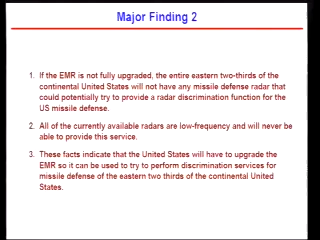 Major Finding 2
1. If the EMR is not fully upgraded, the entire eastern two-thirds of the
continental United States will not have any missile defense radar that
could potentially try to provide a radar discrimination function for the
US missile defense.
2. All of the currently available radars are low-frequency and will never be
able to provide this service.
3. These facts indicate that the United States will have to upgrade the
EMR so it can be used to try to perform discrimination services for
missile defense of the eastern two thirds of the continental United
States.